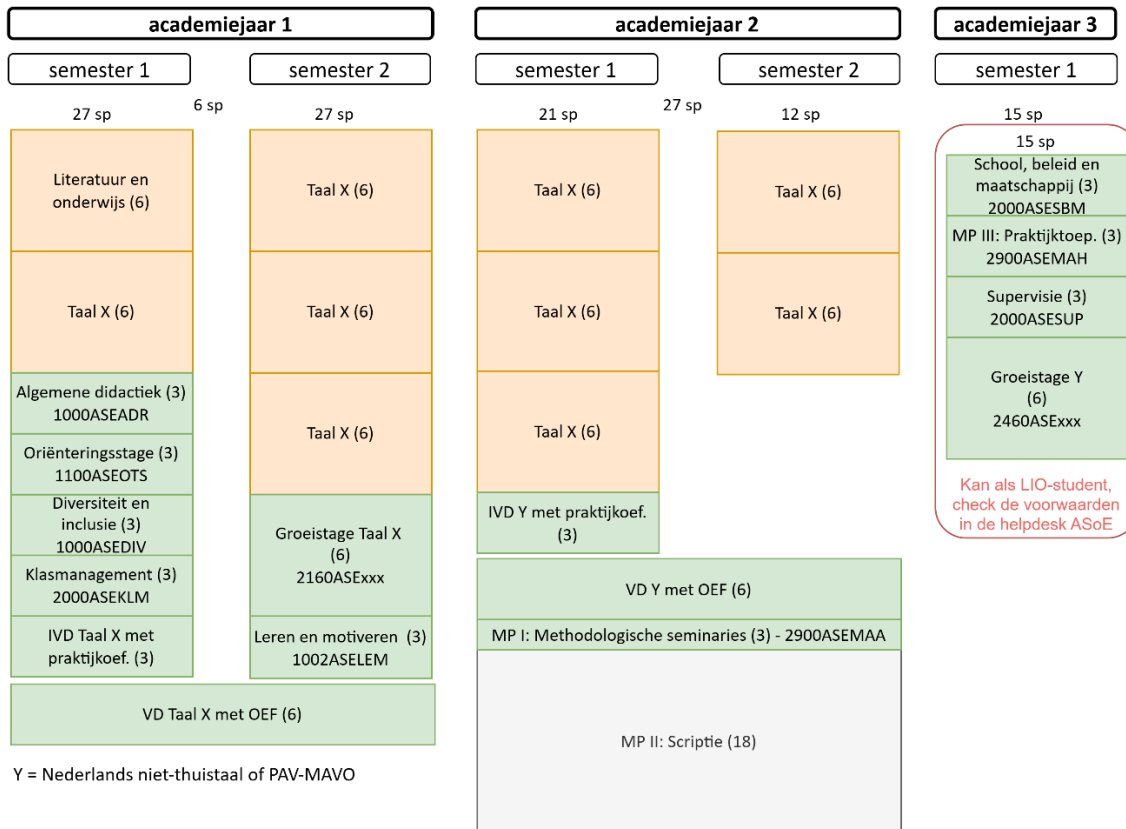 academiejaar 1
academiejaar 2
academiejaar 3
semester 1
semester 2
semester 1
semester 2
semester 1
27 sp
6 sp
27 sp
21 sp
27 sp
12 sp
15 sp
15 sp
Literatuur en
onderwijs (6)
Taal X (6)
Algemene didactiek (3)
1000ASEADR
Oriënteringsstage (3)
1100ASEOTS
Diversiteit en
inclusie (3)
1000ASEDIV
Klasmanagement (3)
2000ASEKLM
IVD Taal X met
praktijkoef. (3)
Taal X (6)
Taal X (6)
Taal X (6)
Groeistage Taal X
(6)
2160ASExxx
Leren en motiveren (3)
1002ASELEM
VD Taal X met OEF (6)
Y = Nederlands niet-thuistaal of PAV-MAVO
Taal X (6)
Taal X (6)
Taal X (6)
IVD Y met praktijkoef.
(3)
Taal X (6)
Taal X (6)
VD Y met OEF (6)
MP I: Methodologische seminaries (3) - 2900ASEMAA
MP II: Scriptie (18)
School, beleid en
maatschappij (3)
2000ASESBM
MP III: Praktijktoep. (3)
2900ASEMAH
Supervisie (3)
2000ASESUP
Groeistage Y
(6)
2460ASExxx
Kan als LIO-student,
check de voorwaarden
in de helpdesk ASoE